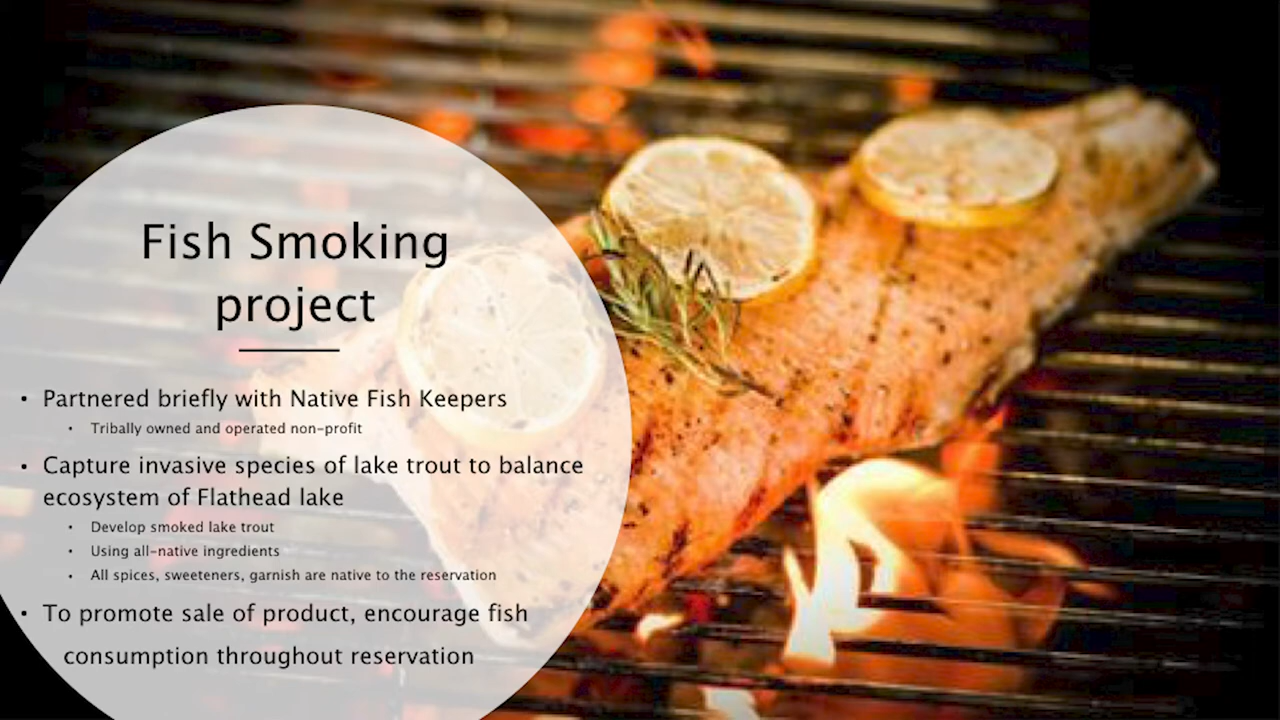 Fish Smoking
project
• Partnered briefly with Native Fish Keepers
• Tribally owned and operated non-profit
• Capture invasive species of lake trout to balance
ecosystem of Flathead lake
• Develop smoked lake trout
• Using all-native ingredients
• All spices, sweeteners, garnish are native to the reservation
• To promote sale of product, encourage fish
consumption throughout reservation